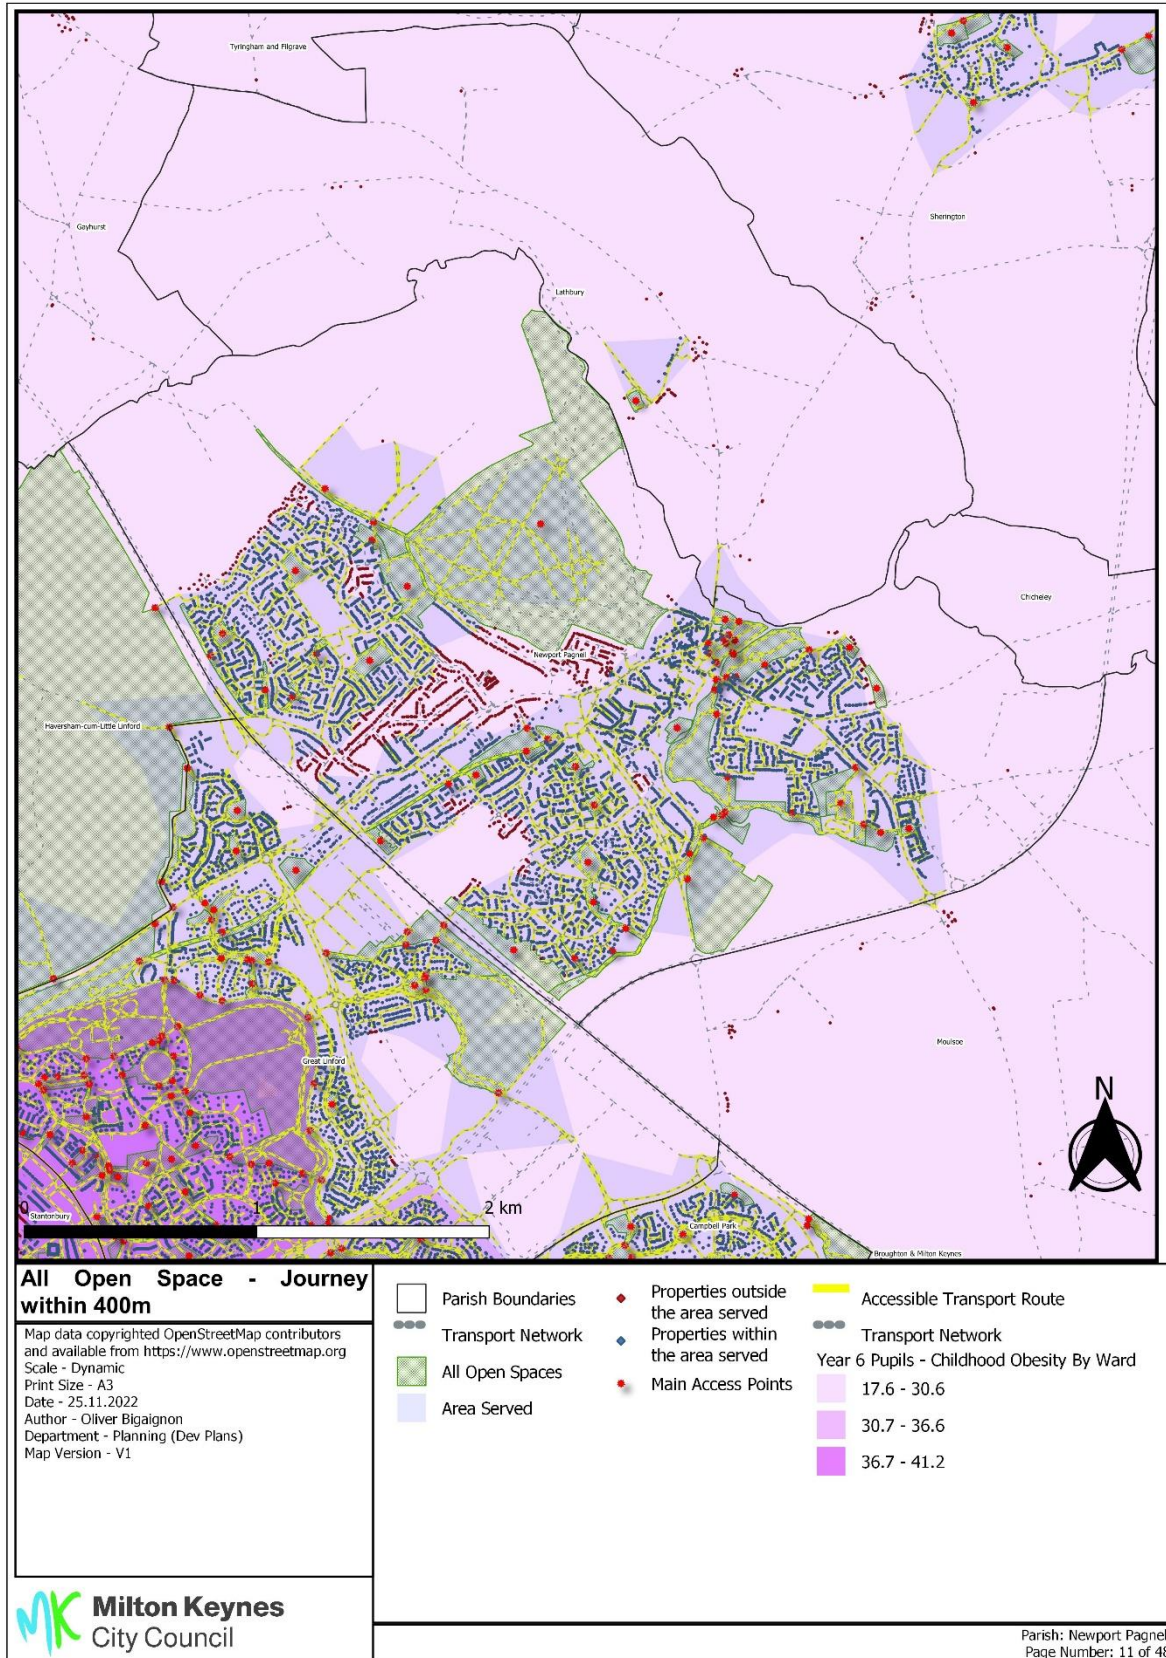 Tyringham and Filgrave
Gayhurst
Sherington
Lathbury
Chicheley
Newport Pagnell
Haversham-cum-Little Linford
Moulsoe
Great Linford
N
0 1 2 km
Stantonbury
Campbell Park
Broughton & Milton Keynes
All Open Space - Journey
within 400m
Map data copyrighted OpenStreetMap contributors
and available from https://www.openstreetmap.org
Scale - Dynamic
Print Size - A3
Date - 25.11.2022
Author - Oliver Bigaignon
Department - Planning (Dev Plans)
Map Version - V1
MK Milton Keynes
City Council
Parish Boundaries
Transport Network
All Open Spaces
Area Served
Properties outside
the area served
Properties within
the area served
Main Access Points
Accessible Transport Route
Transport Network
Year 6 Pupils - Childhood Obesity By Ward
17.6 - 30.6
30.7 - 36.6
36.7 - 41.2
Parish: Newport Pagnell
Page Number: 11 of 48